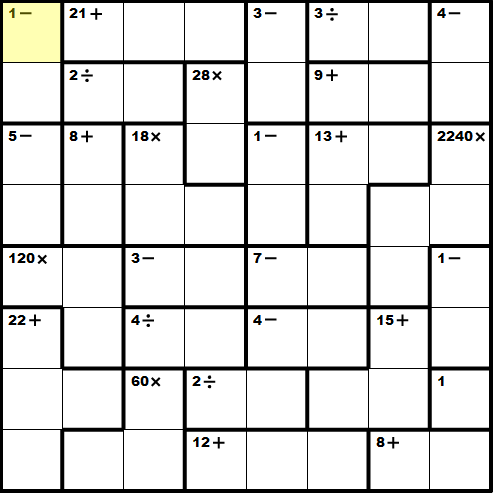 1− 21+ 3− 3÷ 4−
2÷ 28× 9+
5− 8+ 18× 1− 13+ 2240×
120× 3− 7− 1−
22+ 4÷ 4− 15+
60× 2÷ 1
12+ 8+